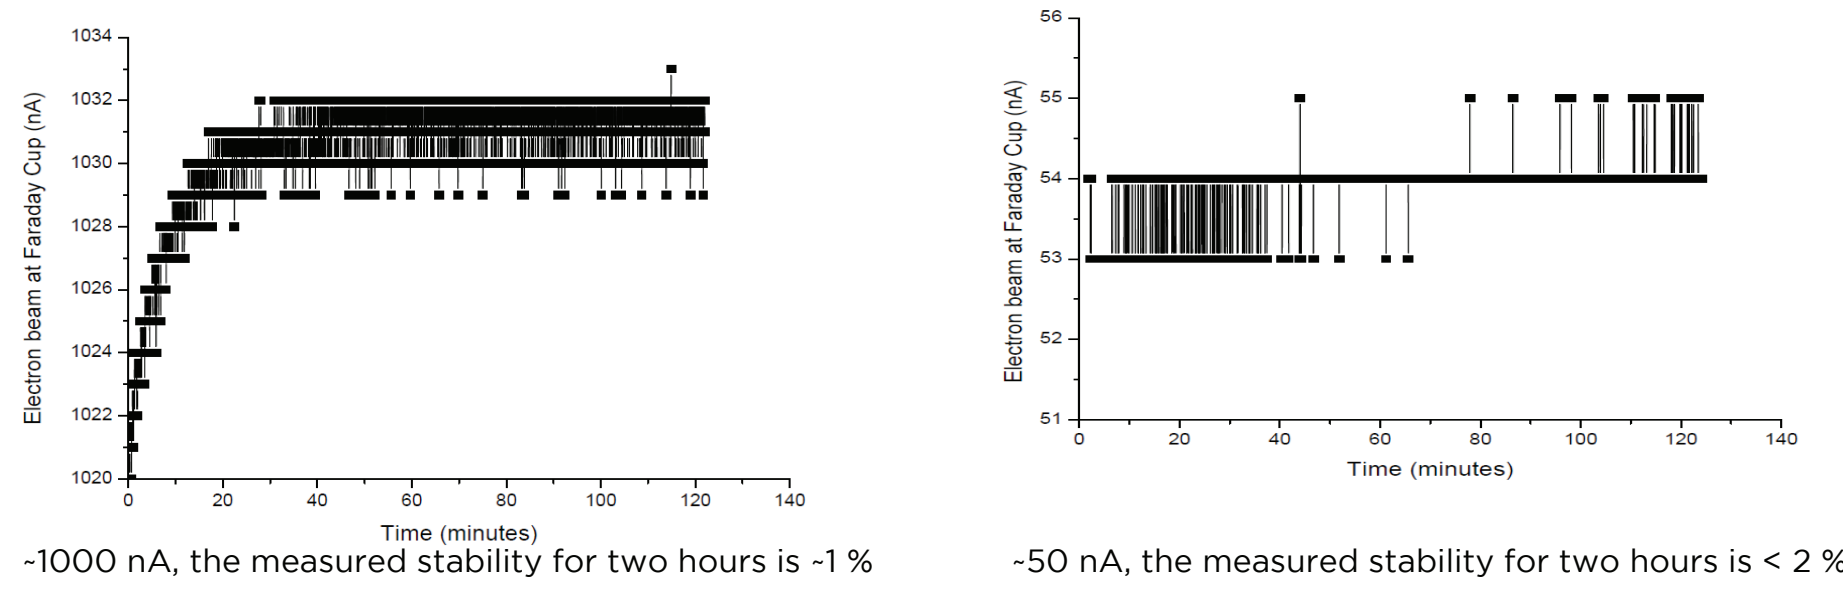 Electron beam at Faraday Cup (nA)
1034
1032
1030
1028
1026
1024
1022
1020
0 20 40 60 80 100 120 140
Time (minutes)
~1000 nA, the measured stability for two hours is ~1 %
Electron beam at Faraday Cup (nA)
56
55
54
53
52
51
0 20 40 60 80 100 120 140
Time (minutes)
~50 nA, the measured stability for two hours is < 2 %